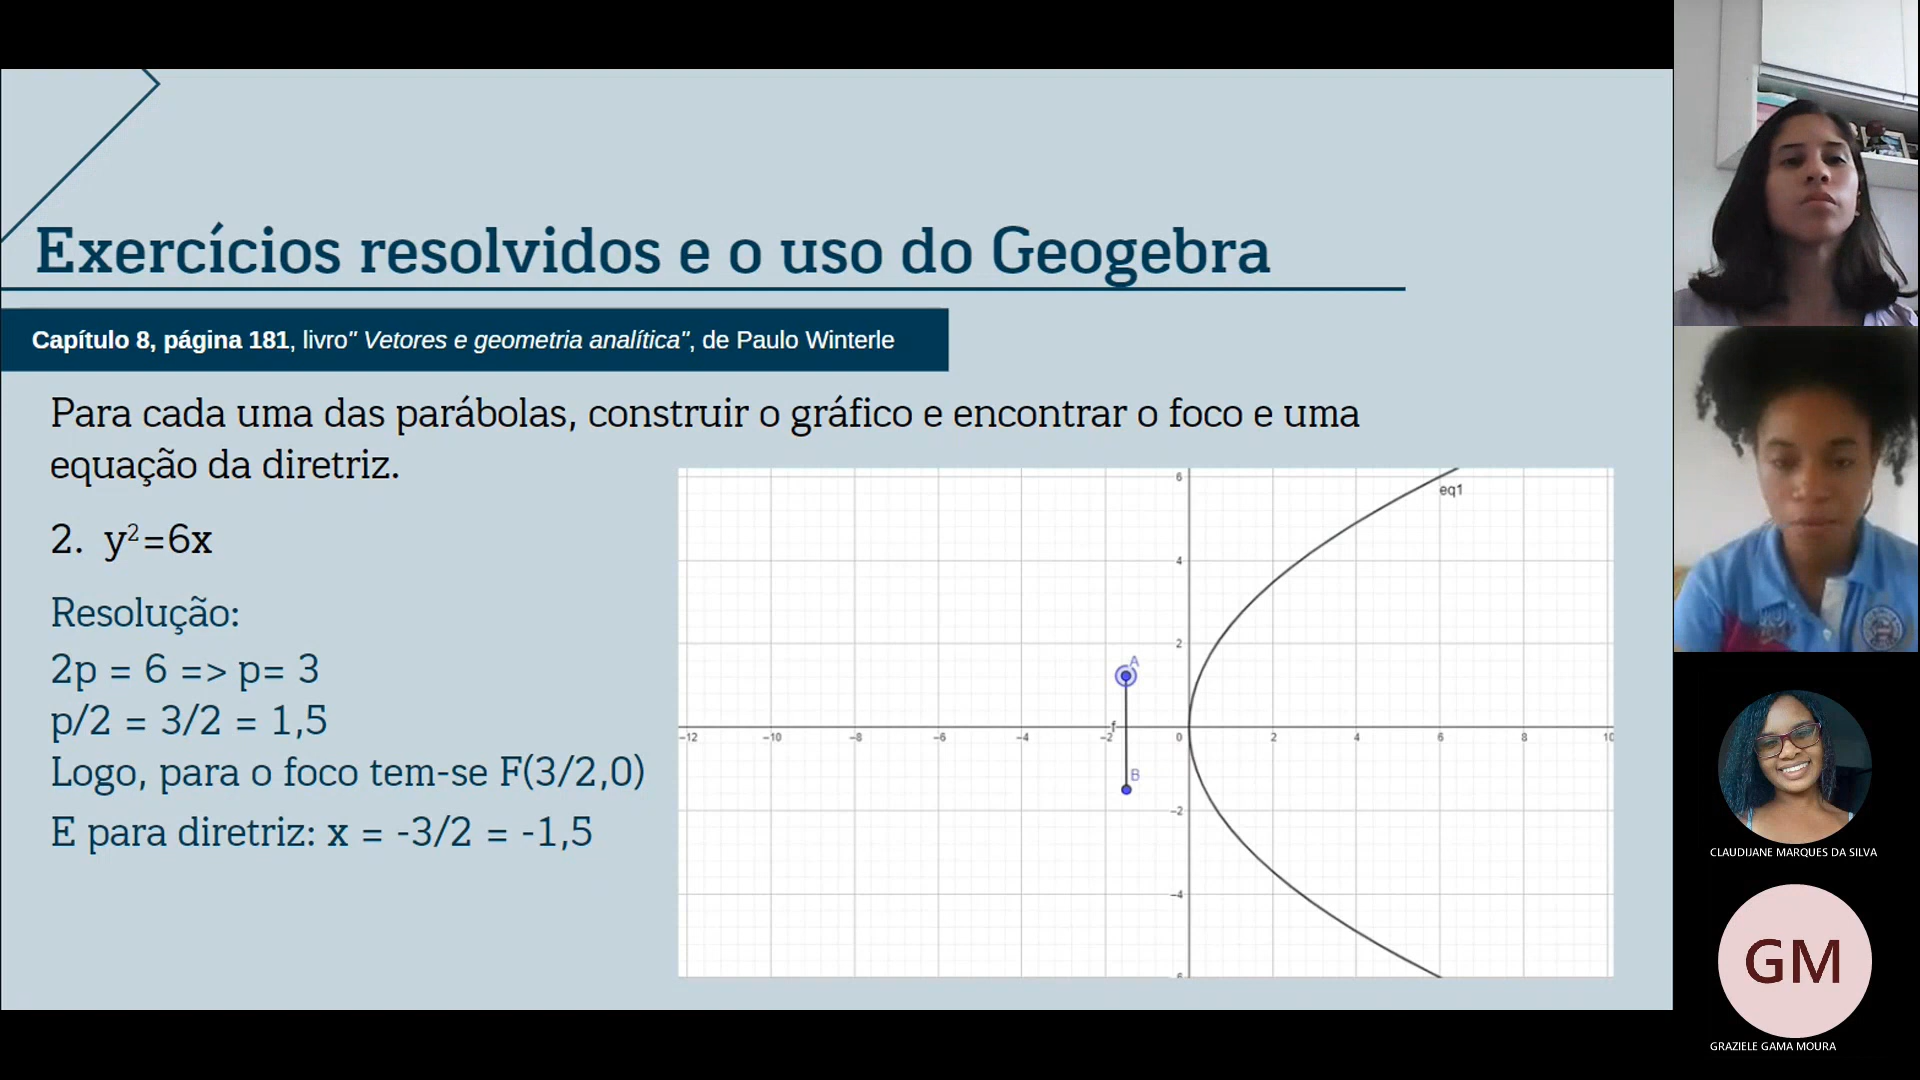 Exercícios resolvidos e o uso do Geogebra
Capítulo 8, página 181, livro" Vetores e geometria analítica", de Paulo Winterle
Para cada uma das parábolas, construir o gráfico e encontrar o foco e uma
equação da diretriz.
2. y²=6x
Resolução:
2p = 6 => p= 3
p/2 = 3/2 = 1,5
Logo, para o foco tem-se F(3/2,0)
E para diretriz: x = -3/2 = -1,5
6
eq1
4
2
A
f
−12 −10 −8 −6 −4 −2 0 2 4 6 8 10
B
−2
−4
CLAUDIJANE MARQUES DA SILVA
GM
GRAZIELE GAMA MOURA